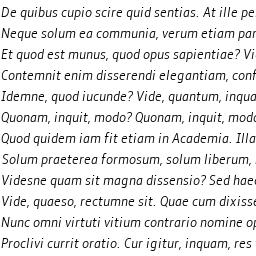 De quibus cupio scire quid sentias. At ille pe
Neque solum ea communia, verum etiam par
Et quod est munus, quod opus sapientiae? Vi
Contemnit enim disserendi elegantiam, conf
Idemne, quod iucunde? Vide, quantum, inqua
Quonam, inquit, modo? Quonam, inquit, modo
Quod quidem iam fit etiam in Academia. Illa
Solum praeterea formosum, solum liberum,
Videsne quam sit magna dissensio? Sed haec
Vide, quaeso, rectumne sit. Quae cum dixisse
Nunc omni virtuti vitium contrario nomine op
Proclivi currit oratio. Cur igitur, inquam, res